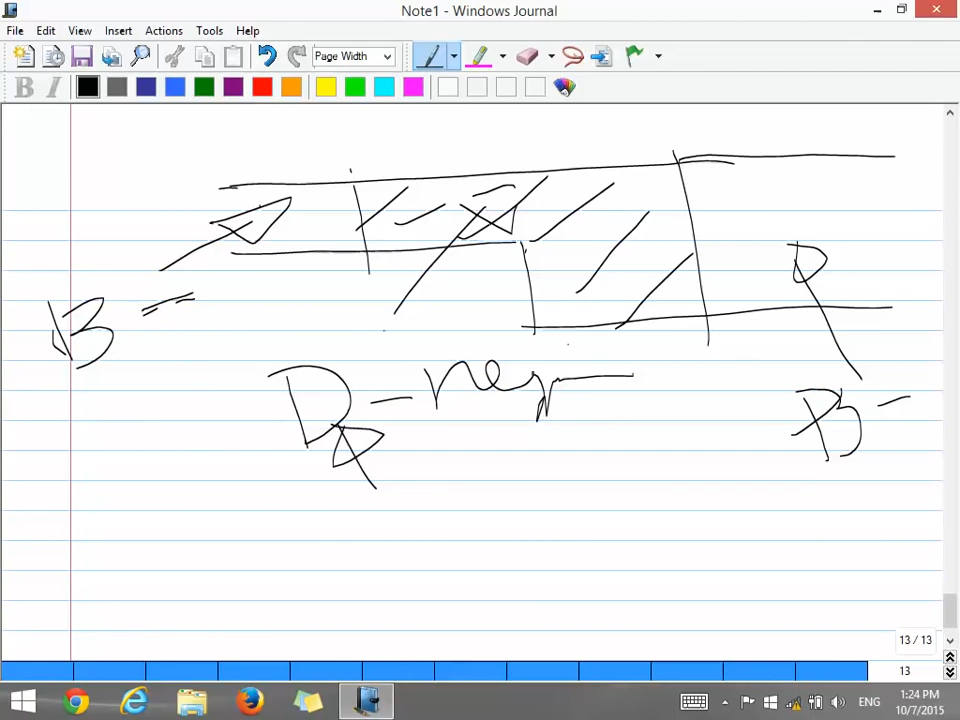 Note1 - Windows Journal
File Edit View Insert Actions Tools Help
Page Width
B I
B =
D - neg
B -
13 / 13
13
ENG
1:24 PM
10/7/2015